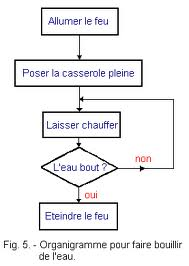 Allumer le feu
Poser la casserole pleine
Laisser chauffer
L'eau bout ?
non
oui
Eteindre le feu
Fig. 5. - Organigramme pour faire bouillir
de l'eau.